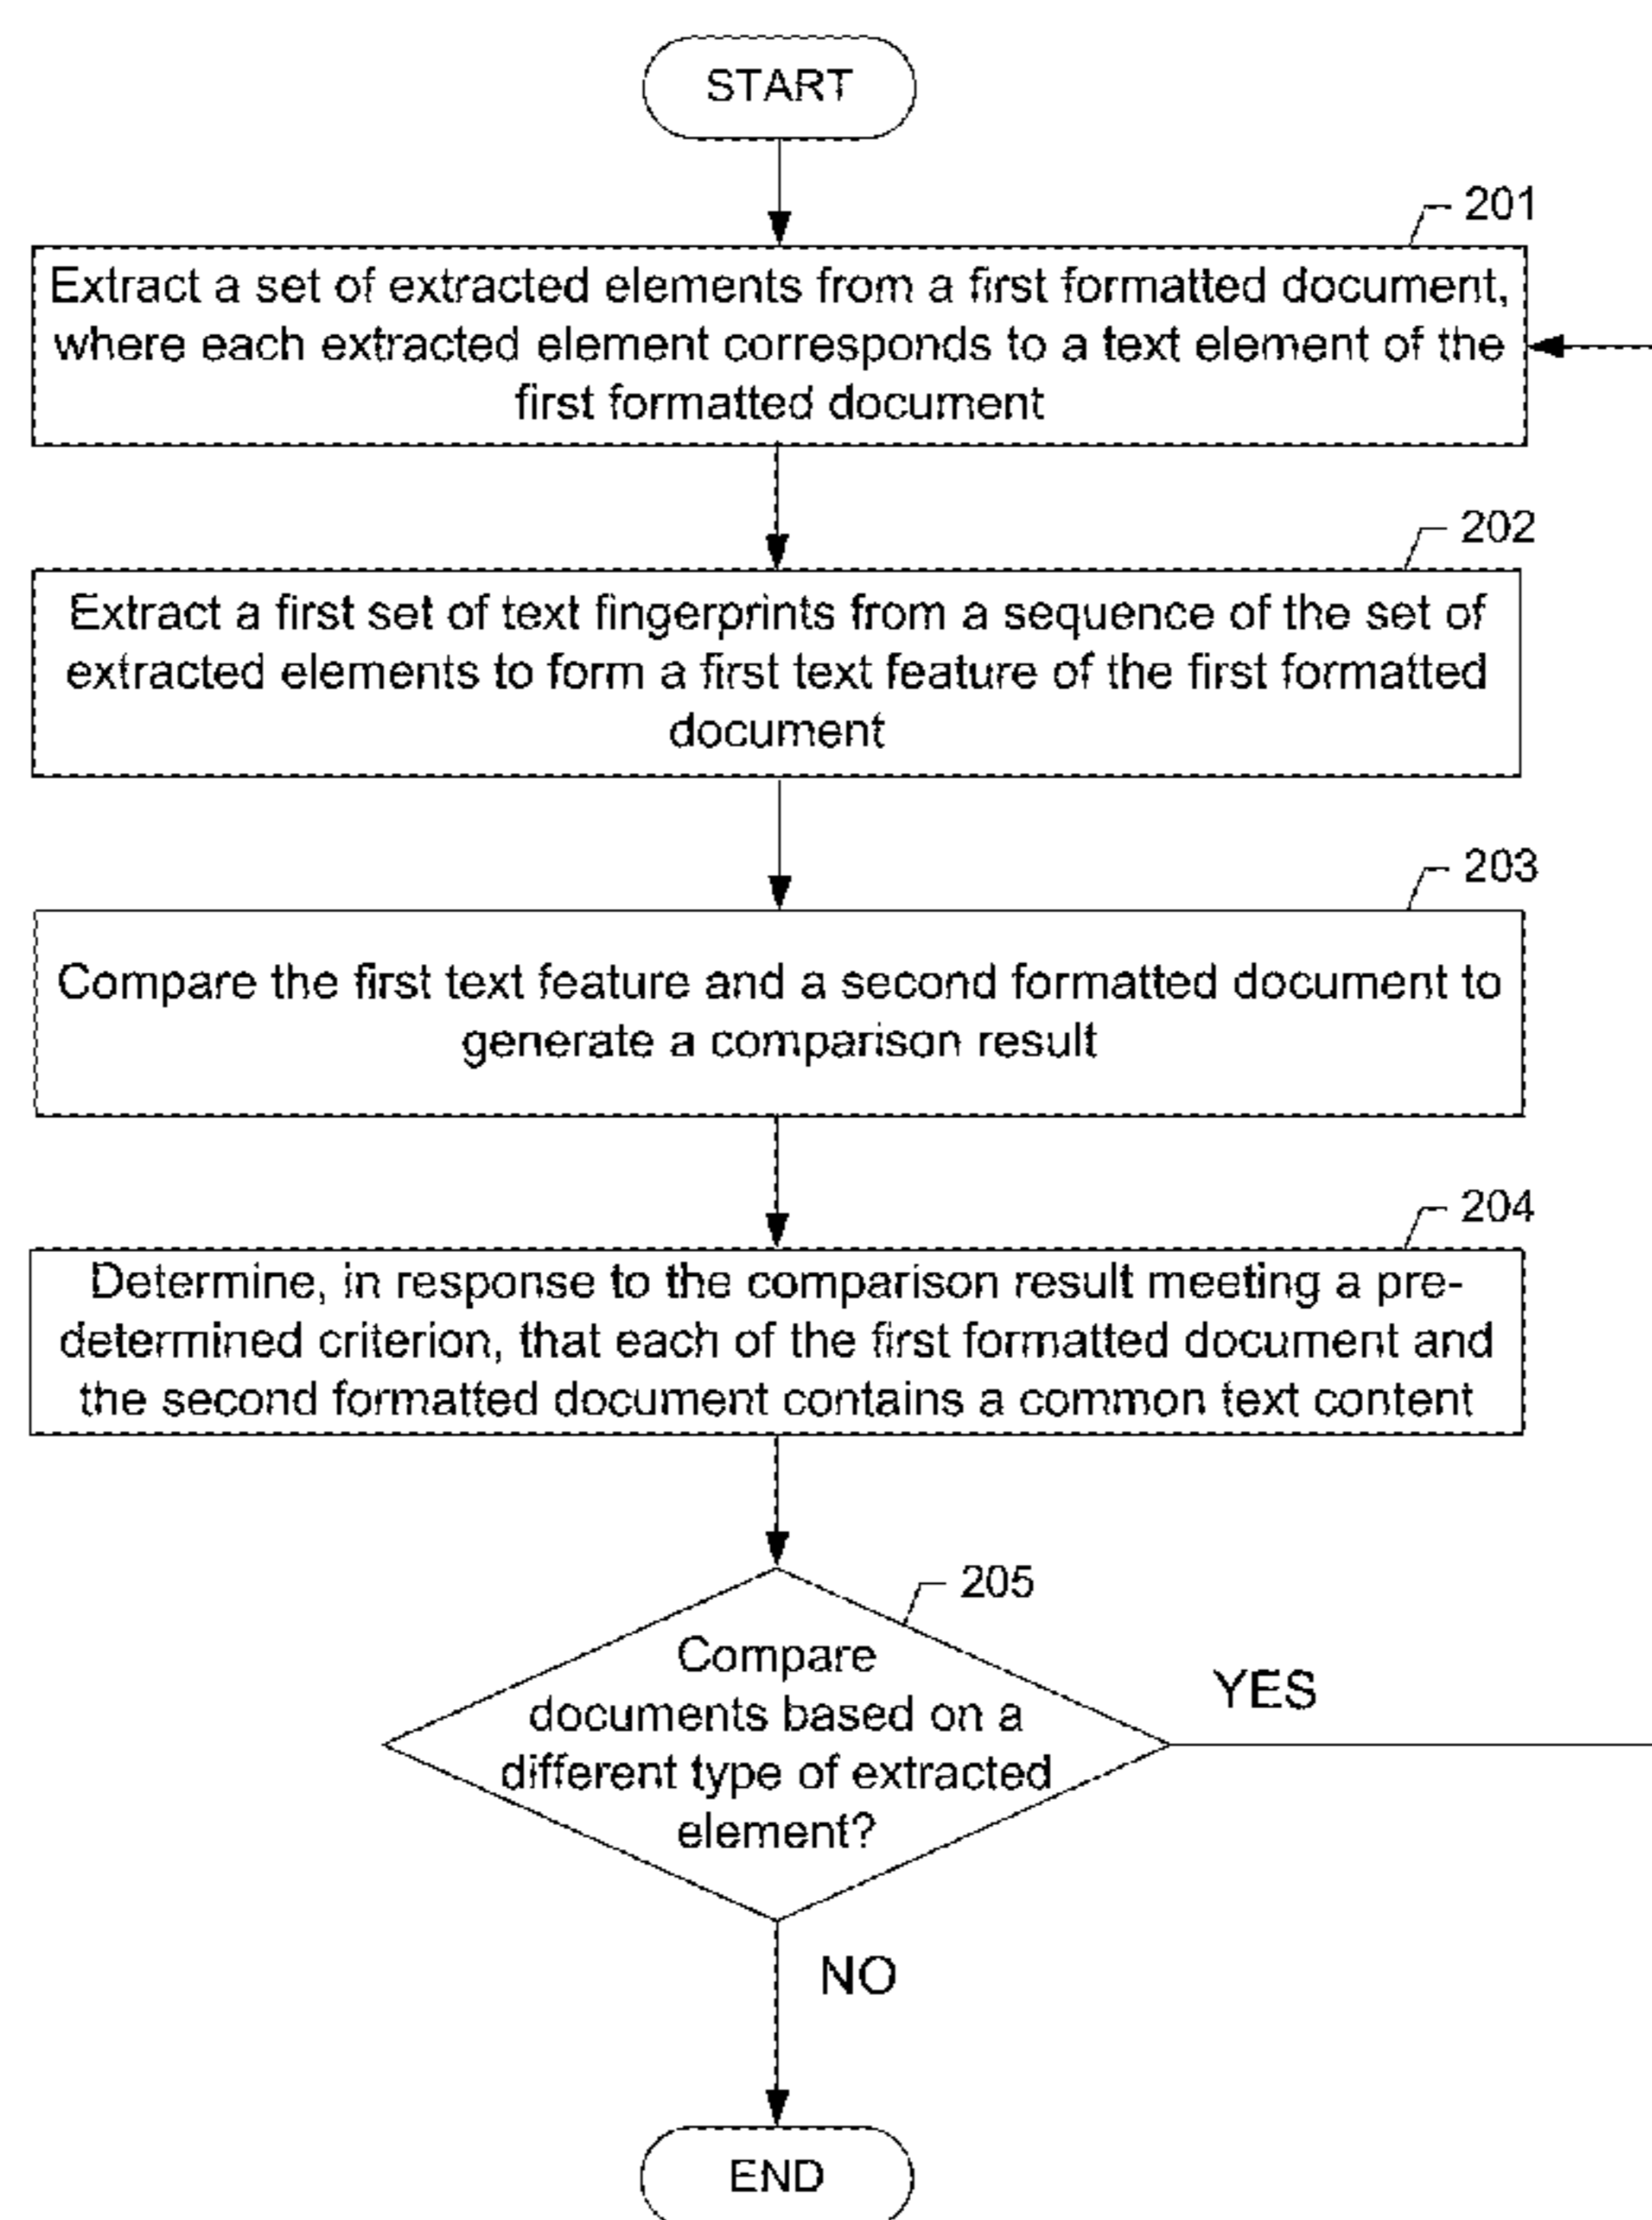 START
201
Extract a set of extracted elements from a first formatted document,
where each extracted element corresponds to a text element of the
first formatted document
202
Extract a first set of text fingerprints from a sequence of the set of
extracted elements to form a first text feature of the first formatted
document
203
Compare the first text feature and a second formatted document to
generate a comparison result
204
Determine, in response to the comparison result meeting a pre-
determined criterion, that each of the first formatted document and
the second formatted document contains a common text content
205
Compare
documents based on a
different type of extracted
element?
YES
NO
END